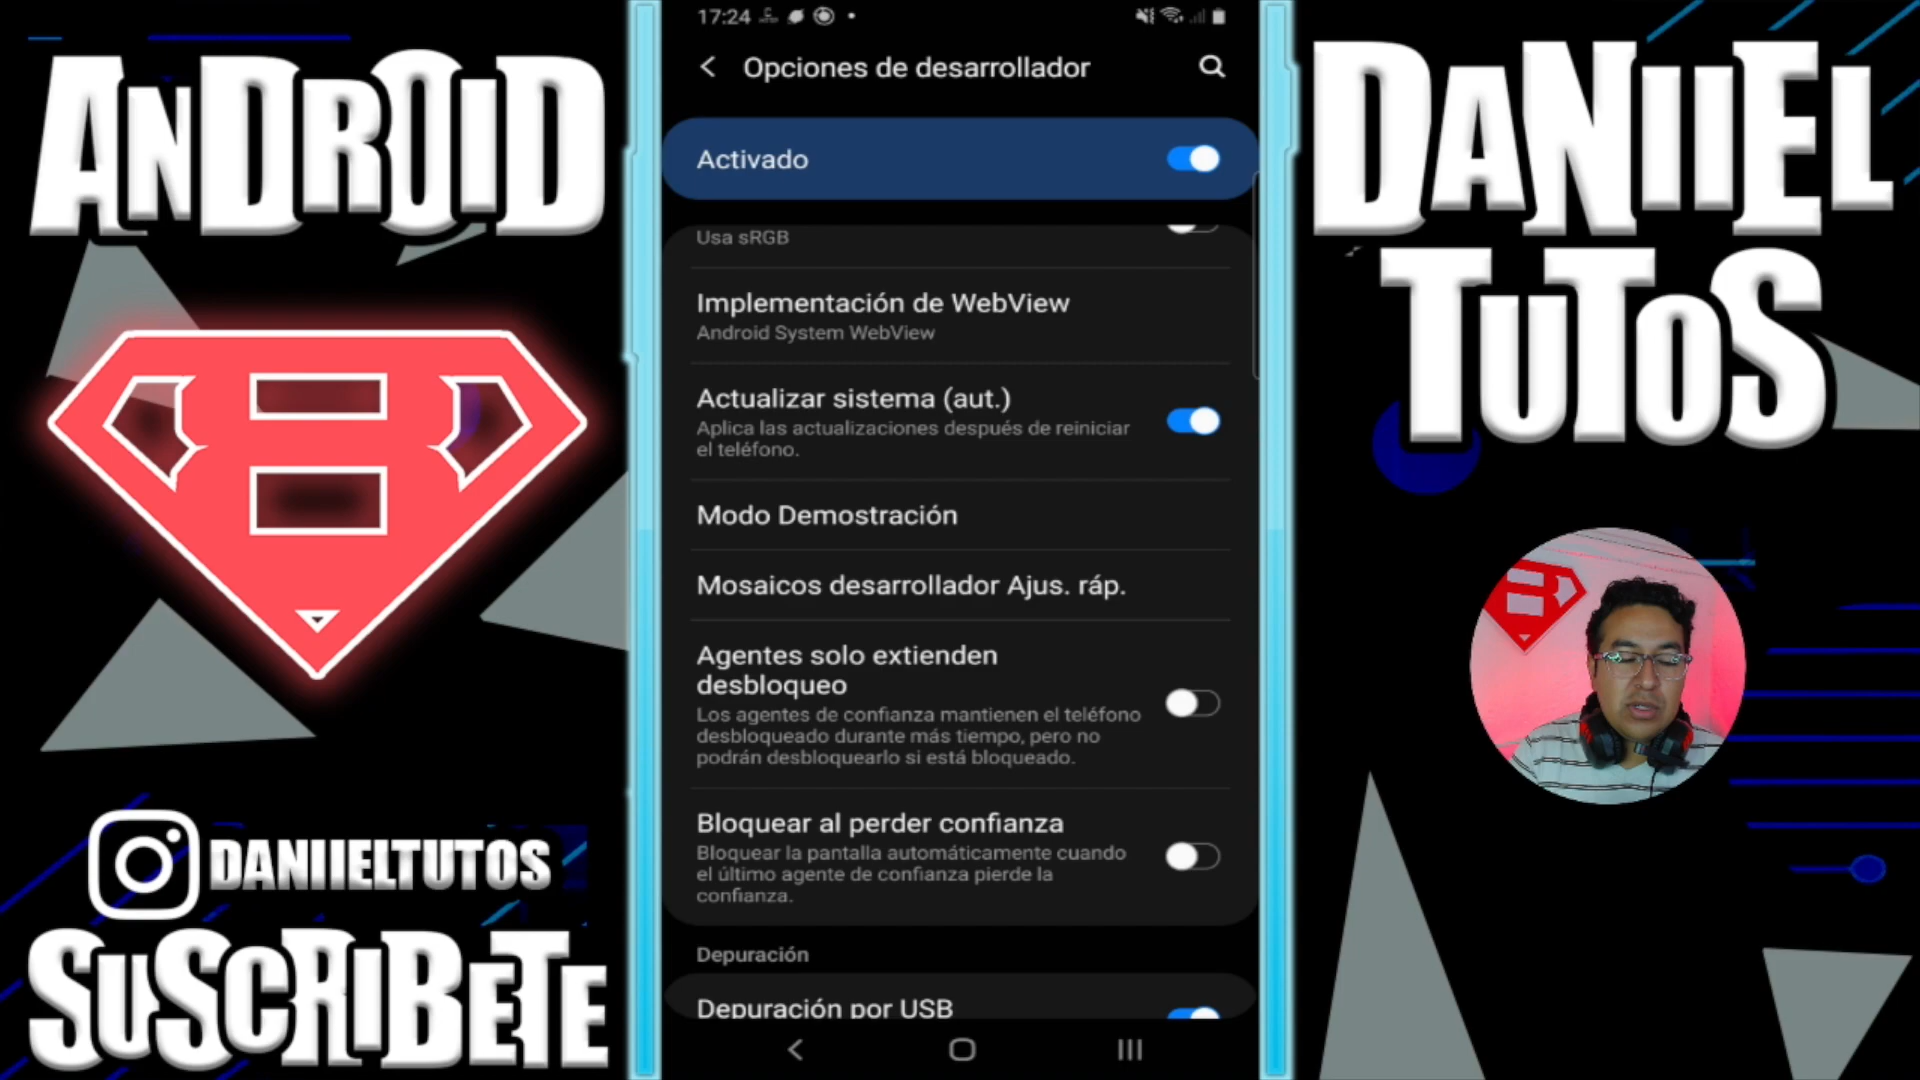 ANDROID
DANIIELTUTOS
SUSCRIBETE
17:24
Opciones de desarrollador
Activado
Usa sRGB
Implementación de WebView
Android System WebView
Actualizar sistema (aut.)
Aplica las actualizaciones después de reiniciar
el teléfono.
Modo Demostración
Mosaicos desarrollador Ajus. ráp.
Agentes solo extienden
desbloqueo
Los agentes de confianza mantienen el teléfono
desbloqueado durante más tiempo, pero no
podrán desbloquearlo si está bloqueado.
Bloquear al perder confianza
Bloquear la pantalla automáticamente cuando
el último agente de confianza pierde la
confianza.
Depuración
Depuración por USB
DANIIEL
TUTOS